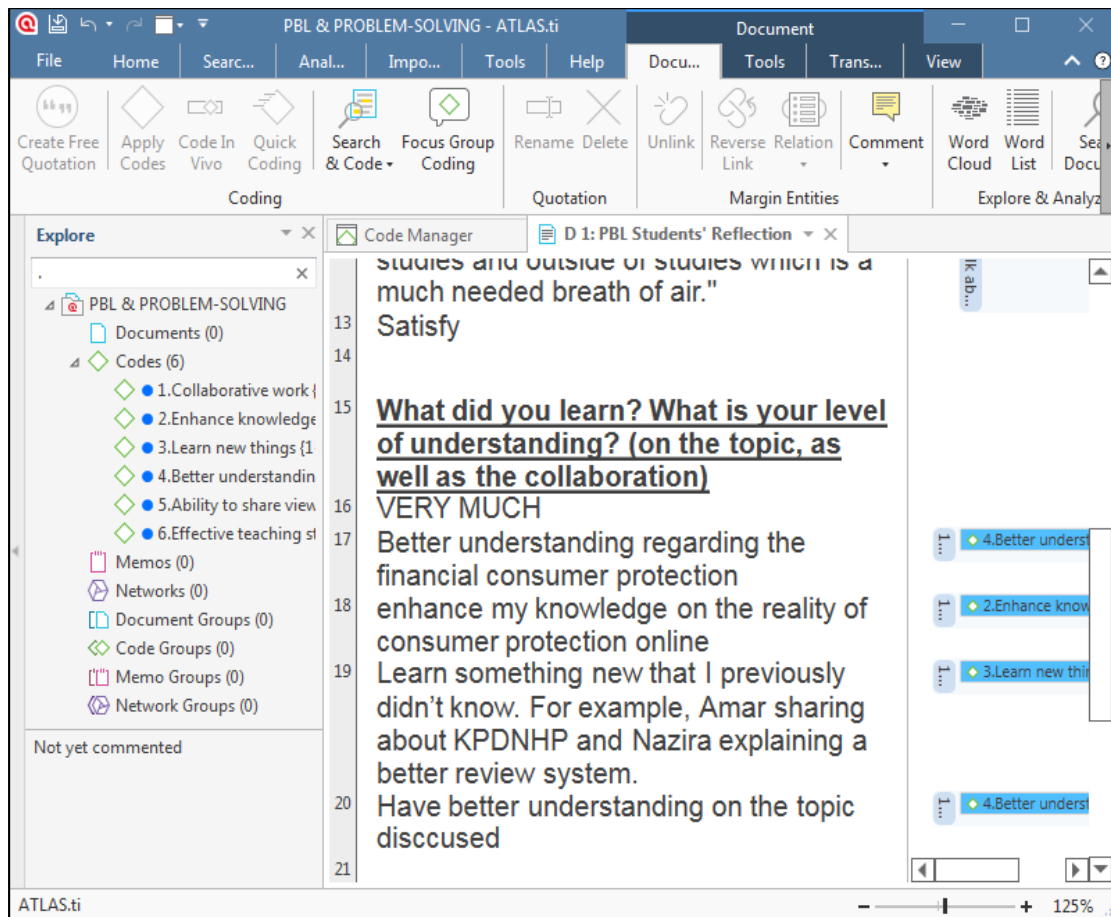 PBL & PROBLEM-SOLVING - ATLAS.ti
Document
File Home Searc... Anal... Impo... Tools Help Docu... Tools Trans... View
Create Free Quotation
Apply Codes
Code In Vivo
Quick Coding
Search & Code
Focus Group Coding
Rename Delete
Unlink
Reverse Link
Relation
Comment
Word Cloud
Word List
Sea
Docu
Coding
Quotation
Margin Entities
Explore & Analyz
Explore
Code Manager
D 1: PBL Students' Reflection
.
PBL & PROBLEM-SOLVING
Documents (0)
Codes (6)
1.Collaborative work {
2.Enhance knowledge
3.Learn new things {1
4.Better understandin
5.Ability to share view
6.Effective teaching st
Memos (0)
Networks (0)
Document Groups (0)
Code Groups (0)
Memo Groups (0)
Network Groups (0)
Not yet commented
studies and outside of studies which is a
much needed breath of air."
13 Satisfy
14
15 What did you learn? What is your level
of understanding? (on the topic, as
well as the collaboration)
16 VERY MUCH
17 Better understanding regarding the
financial consumer protection
18 enhance my knowledge on the reality of
consumer protection online
19 Learn something new that I previously
didn't know. For example, Amar sharing
about KPDNHP and Nazira explaining a
better review system.
20 Have better understanding on the topic
disccused
21
lk ab...
1... 4.Better underst
1... 2.Enhance know
1... 3.Learn new thin
1... 4.Better underst
ATLAS.ti
125%